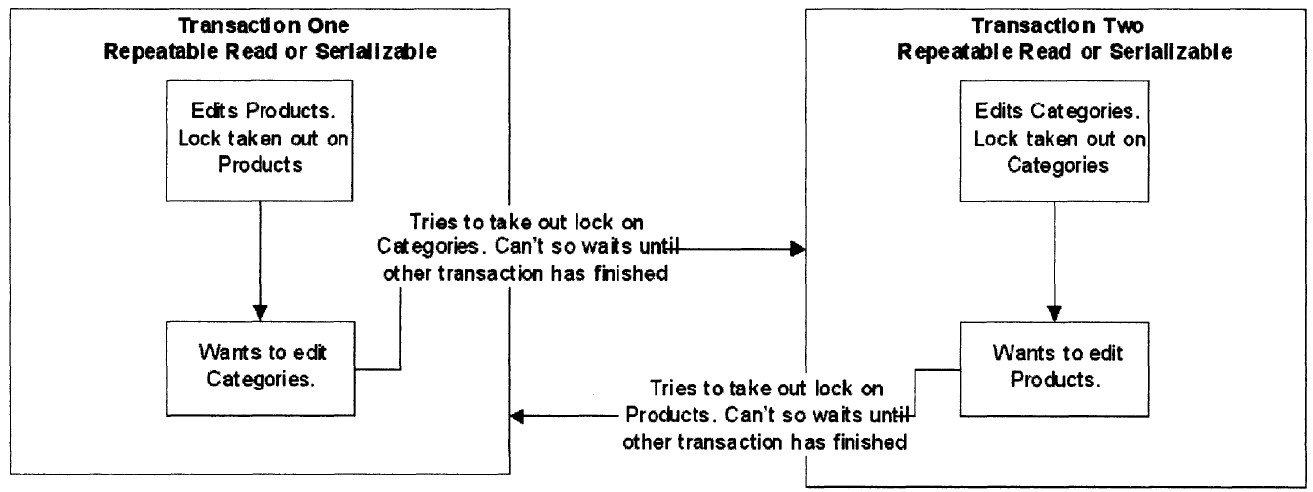 Transaction One
Repeatable Read or Serializable
Edits Products.
Lock taken out on
Products
Wants to edit
Categories.
Tries to take out lock on
Categories. Can't so waits until
other transaction has finished
Transaction Two
Repeatable Read or Serializable
Edits Categories.
Lock taken out on
Categories
Wants to edit
Products.
Tries to take out lock on
Products. Can't so waits until
other transaction has finished